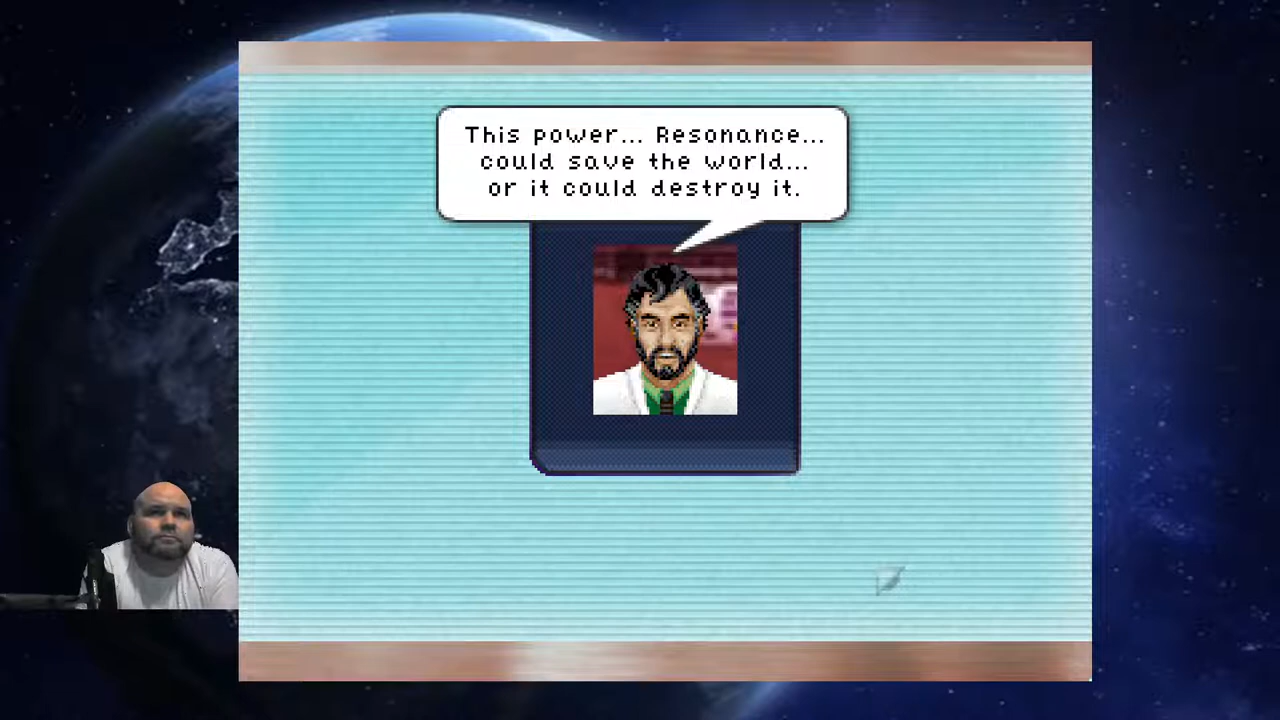 This power... Resonance...
could save the world...
or it could destroy it.